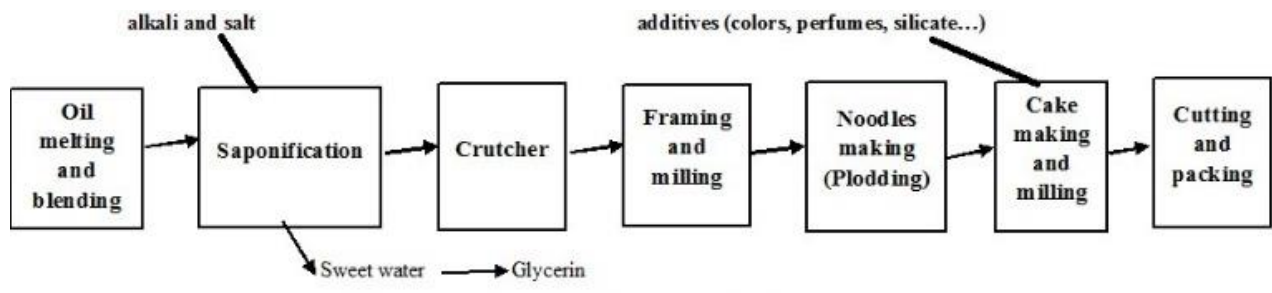 alkali and salt
additives (colors, perfumes, silicate...)
Oil
melting
and
blending
Saponification
Crutcher
Framing
and
milling
Noodles
making
(Plodding)
Cake
making
and
milling
Cutting
and
packing
Sweet water
Glycerin